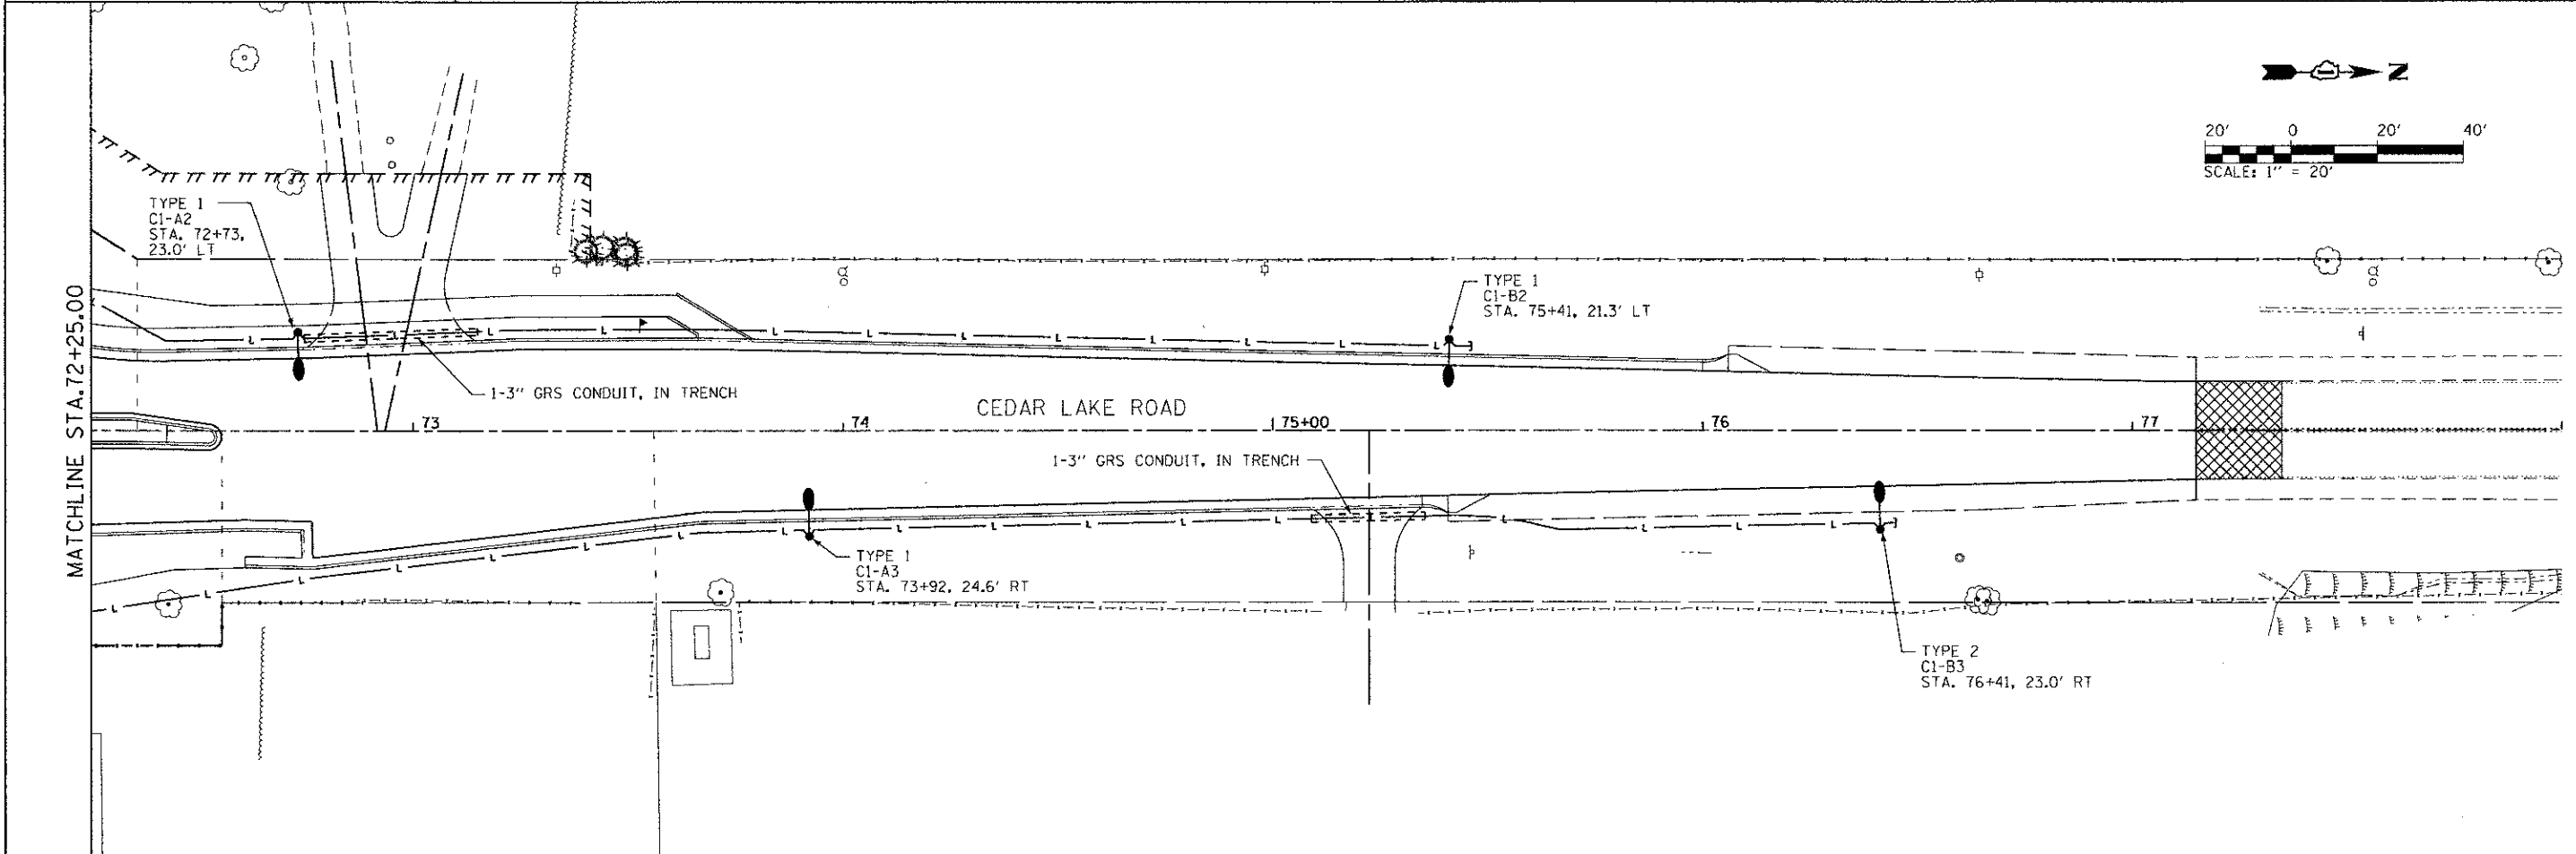 N
20' 0 20' 40'
SCALE: 1" = 20'
TYPE 1
C1-A2
STA. 72+73,
23.0' LT
TYPE 1
C1-B2
STA. 75+41, 21.3' LT
MATCHLINE STA.72+25.00
1-3" GRS CONDUIT, IN TRENCH
CEDAR LAKE ROAD
73 74 75+00 76 77
1-3" GRS CONDUIT, IN TRENCH
TYPE 1
C1-A3
STA. 73+92, 24.6' RT
TYPE 2
C1-B3
STA. 76+41, 23.0' RT